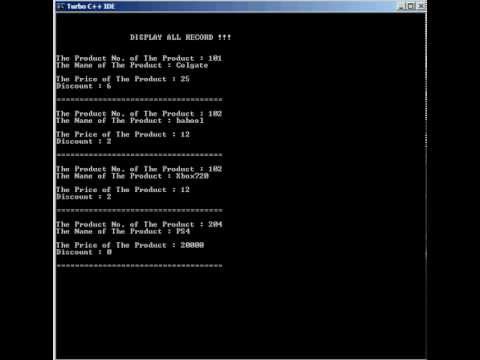 Turbo C++ IDE
DISPLAY ALL RECORD !!!
The Product No. of The Product : 101
The Name of The Product : Colgate
The Price of The Product : 25
Discount : 6
====================================
The Product No. of The Product : 102
The Name of The Product : hahool
The Price of The Product : 12
Discount : 2
====================================
The Product No. of The Product : 102
The Name of The Product : Xbox720
The Price of The Product : 12
Discount : 2
====================================
The Product No. of The Product : 204
The Name of The Product : PS4
The Price of The Product : 20000
Discount : 0
====================================